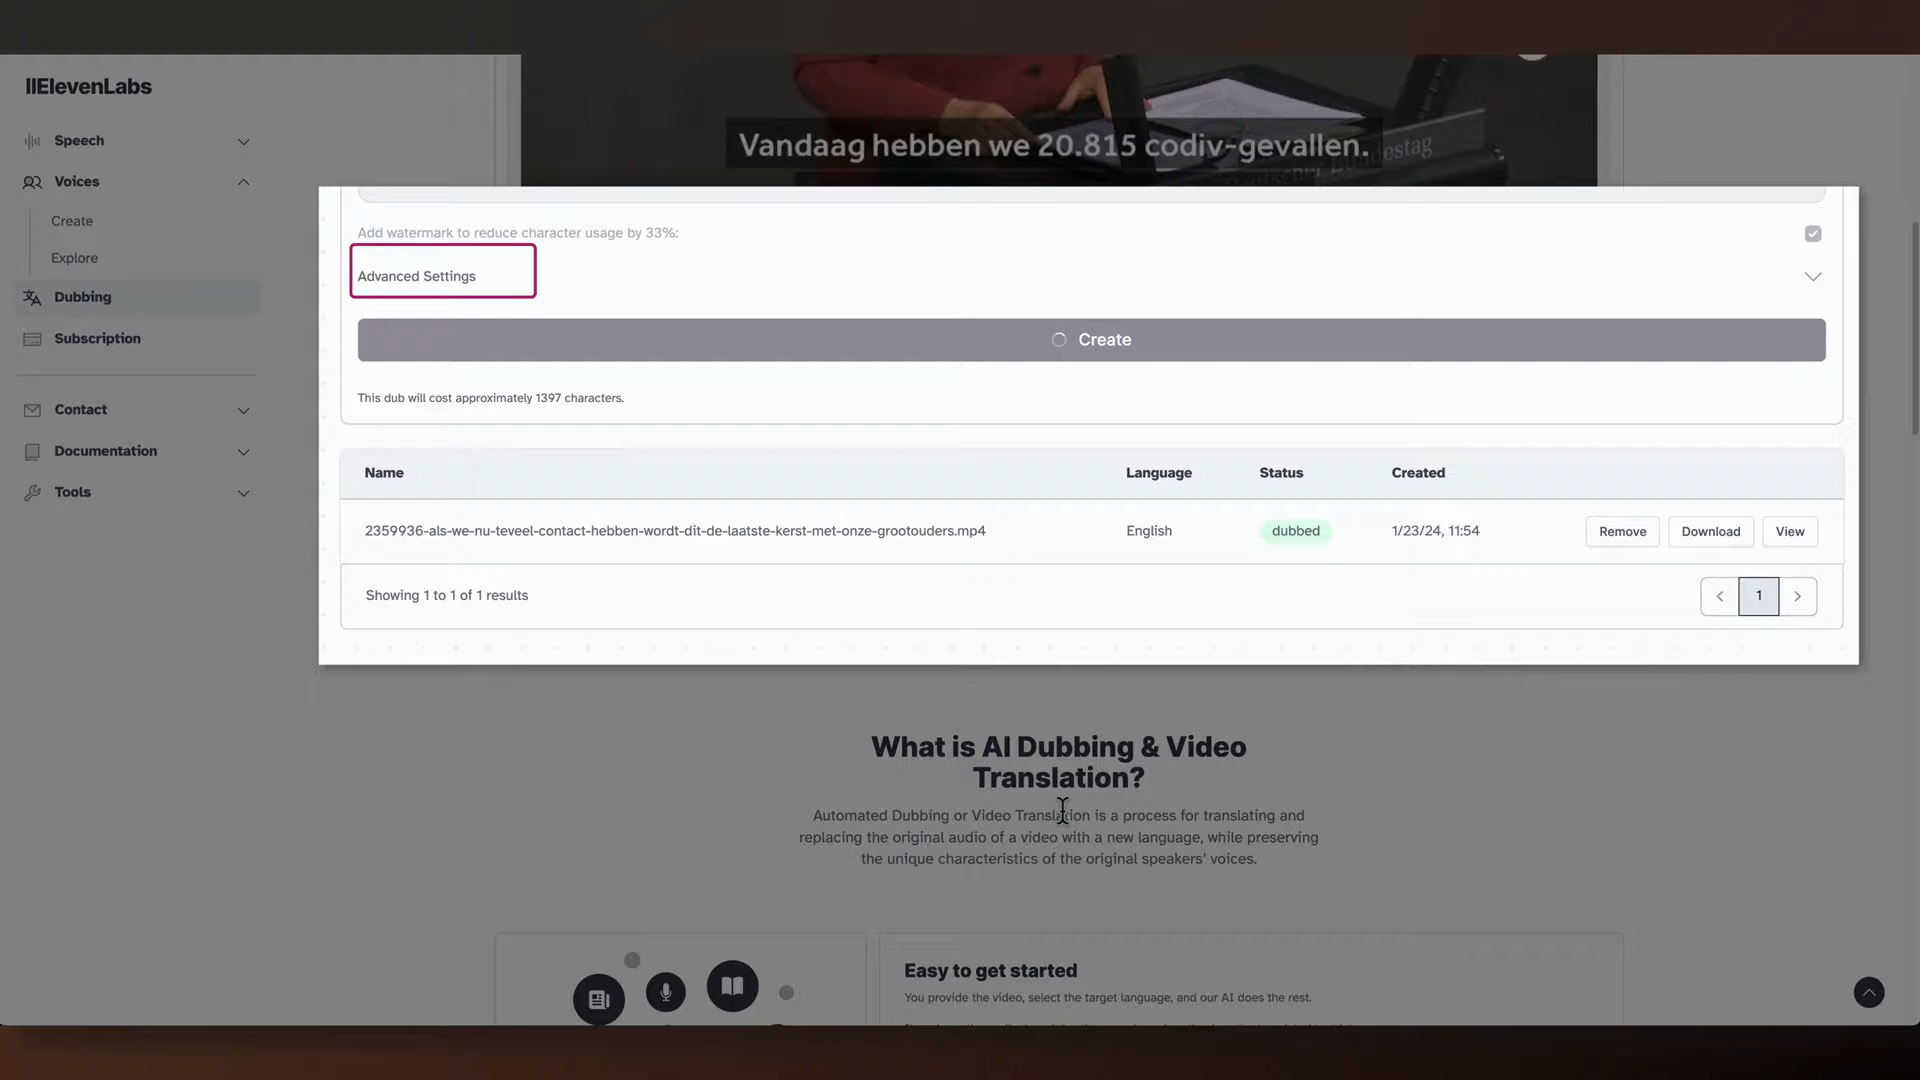 IIElevenLabs
Speech
Voices
Create
Explore
Dubbing
Subscription
Contact
Documentation
Tools
Vandaag hebben we 20.815 codiv-gevallen.
Add watermark to reduce character usage by 33%:
Advanced Settings
Create
This dub will cost approximately 1397 characters.
Name Language Status Created
2359936-als-we-nu-teveel-contact-hebben-wordt-dit-de-laatste-kerst-met-onze-grootouders.mp4 English dubbed 1/23/24, 11:54 Remove Download View
Showing 1 to 1 of 1 results
1
What is AI Dubbing & Video
Translation?
Automated Dubbing or Video Translation is a process for translating and
replacing the original audio of a video with a new language, while preserving
the unique characteristics of the original speakers' voices.
Easy to get started
You provide the video, select the target language, and our AI does the rest.